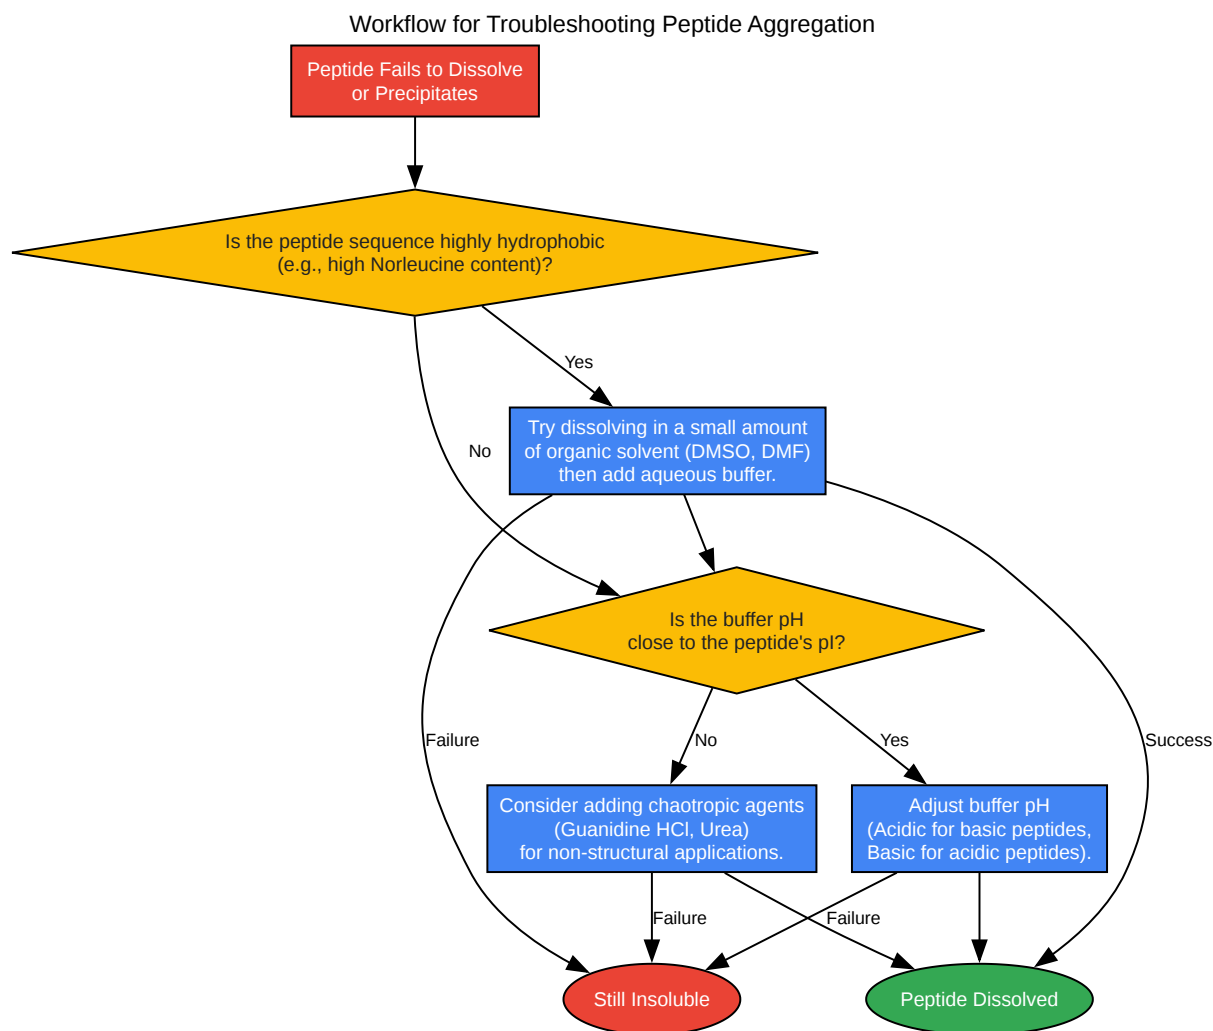 Workflow for Troubleshooting Peptide Aggregation
Peptide Fails to Dissolve
or Precipitates
Is the peptide sequence highly hydrophobic
(e.g., high Norleucine content)?
Yes
No
Try dissolving in a small amount
of organic solvent (DMSO, DMF)
then add aqueous buffer.
Is the buffer pH
close to the peptide's pI?
Failure
No
Yes
Success
Consider adding chaotropic agents
(Guanidine HCl, Urea)
for non-structural applications.
Adjust buffer pH
(Acidic for basic peptides,
Basic for acidic peptides).
Failure
Failure
Still Insoluble
Peptide Dissolved